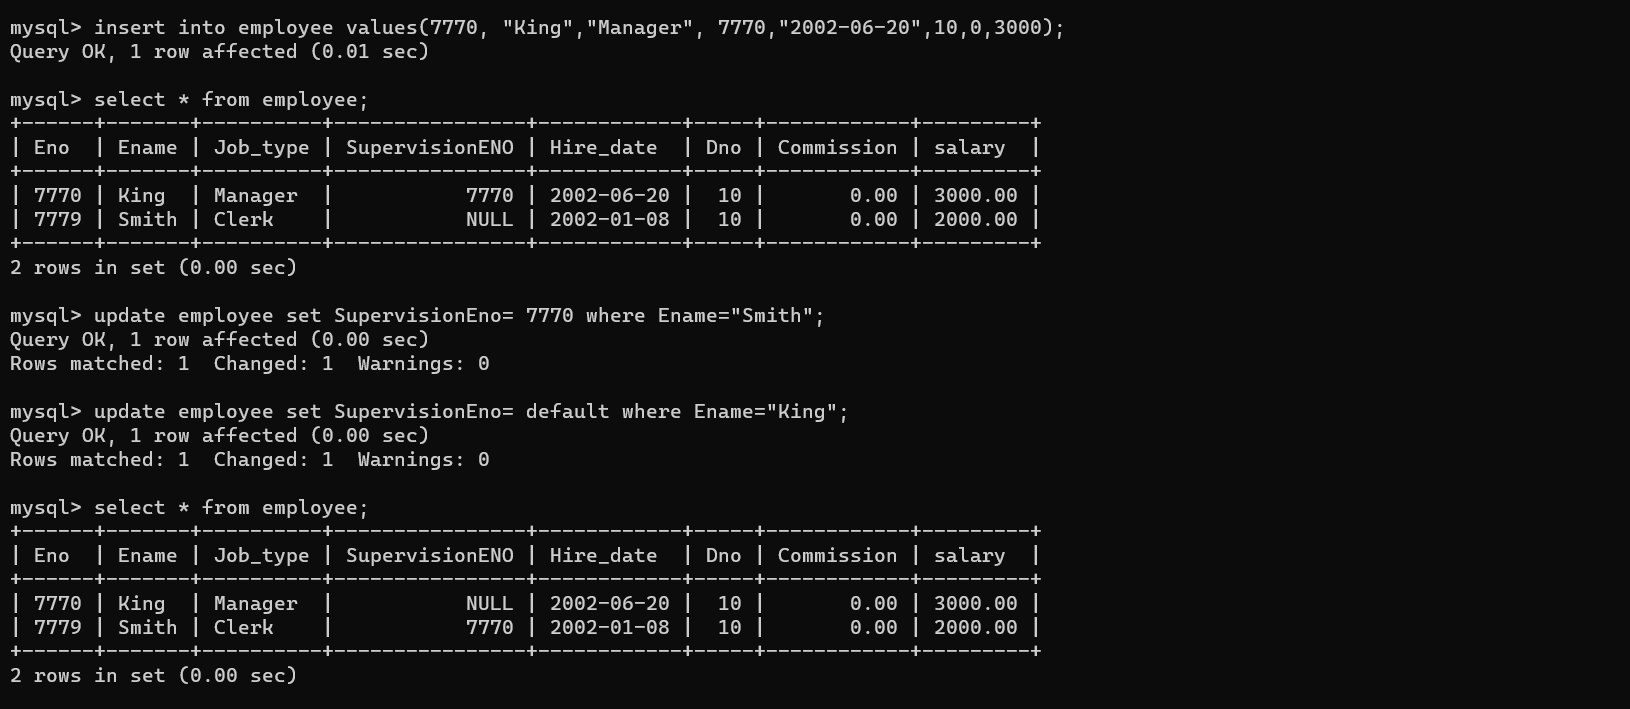 mysql> insert into employee values(7770, "King","Manager", 7770,"2002-06-20",10,0,3000);
Query OK, 1 row affected (0.01 sec)

mysql> select * from employee;
+------+-------+----------+----------------+------------+-----+------------+---------+
| Eno  | Ename | Job_type | SupervisionENO | Hire_date  | Dno | Commission | salary  |
+------+-------+----------+----------------+------------+-----+------------+---------+
| 7770 | King  | Manager  |           7770 | 2002-06-20 |  10 |       0.00 | 3000.00 |
| 7779 | Smith | Clerk    |           NULL | 2002-01-08 |  10 |       0.00 | 2000.00 |
+------+-------+----------+----------------+------------+-----+------------+---------+
2 rows in set (0.00 sec)

mysql> update employee set SupervisionEno= 7770 where Ename="Smith";
Query OK, 1 row affected (0.00 sec)
Rows matched: 1  Changed: 1  Warnings: 0

mysql> update employee set SupervisionEno= default where Ename="King";
Query OK, 1 row affected (0.00 sec)
Rows matched: 1  Changed: 1  Warnings: 0

mysql> select * from employee;
+------+-------+----------+----------------+------------+-----+------------+---------+
| Eno  | Ename | Job_type | SupervisionENO | Hire_date  | Dno | Commission | salary  |
+------+-------+----------+----------------+------------+-----+------------+---------+
| 7770 | King  | Manager  |           NULL | 2002-06-20 |  10 |       0.00 | 3000.00 |
| 7779 | Smith | Clerk    |           7770 | 2002-01-08 |  10 |       0.00 | 2000.00 |
+------+-------+----------+----------------+------------+-----+------------+---------+
2 rows in set (0.00 sec)